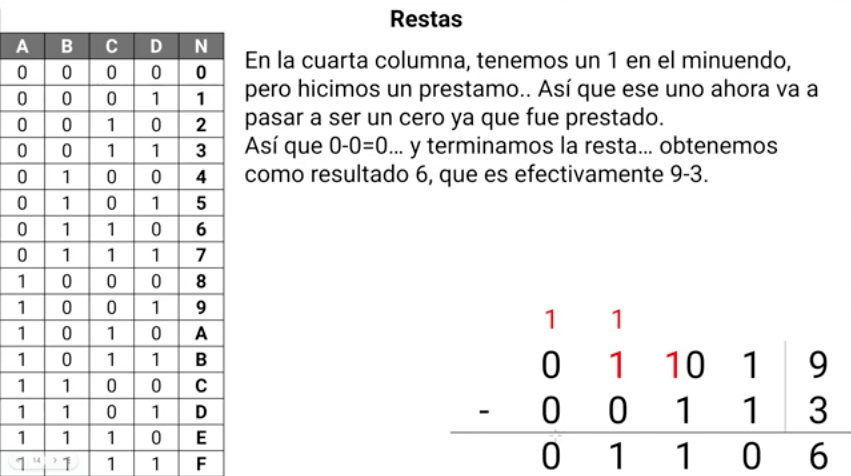 Restas
A B C D N
0 0 0 0 0
0 0 0 1 1
0 0 1 0 2
0 0 1 1 3
0 1 0 0 4
0 1 0 1 5
0 1 1 0 6
0 1 1 1 7
1 0 0 0 8
1 0 0 1 9
1 0 1 0 A
1 0 1 1 B
1 1 0 0 C
1 1 0 1 D
1 1 1 0 E
1 1 1 1 F
14
En la cuarta columna, tenemos un 1 en el minuendo,
pero hicimos un prestamo.. Así que ese uno ahora va a
pasar a ser un cero ya que fue prestado.
Así que 0-0=0... y terminamos la resta... obtenemos
como resultado 6, que es efectivamente 9-3.
1 1
0 1 10 1 9
- 0 0 1 1 3
0 1 1 0 6